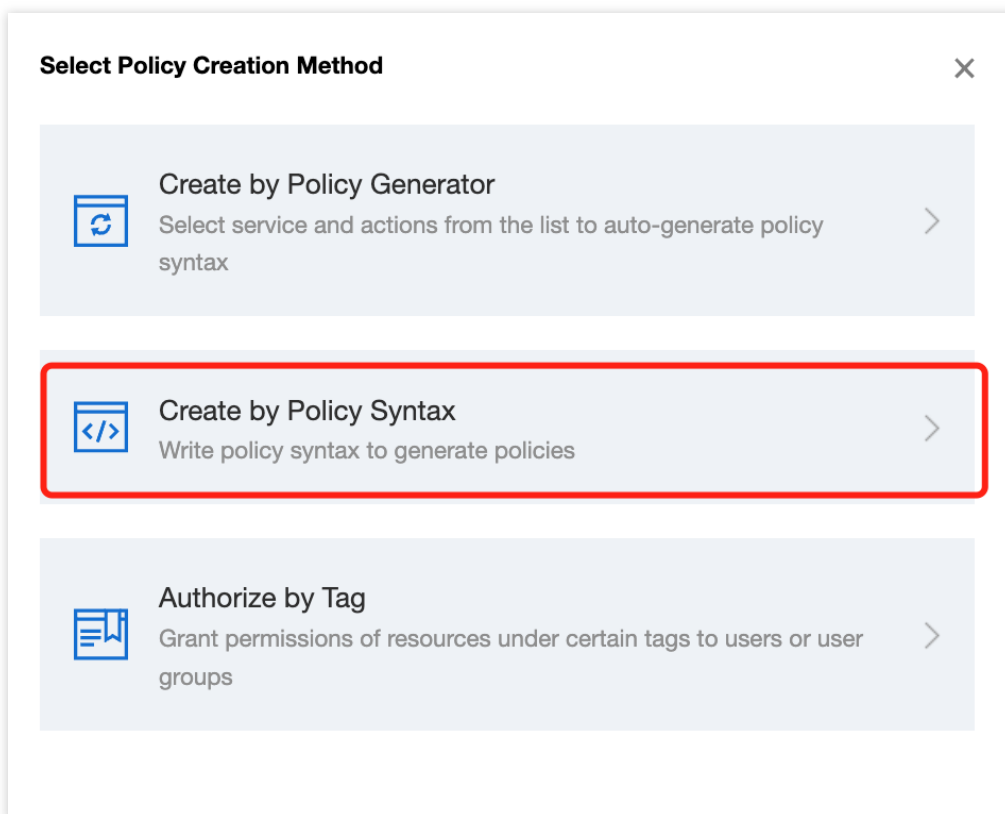 Select Policy Creation Method
Create by Policy Generator
Select service and actions from the list to auto-generate policy
syntax
Create by Policy Syntax
Write policy syntax to generate policies
Authorize by Tag
Grant permissions of resources under certain tags to users or user
groups